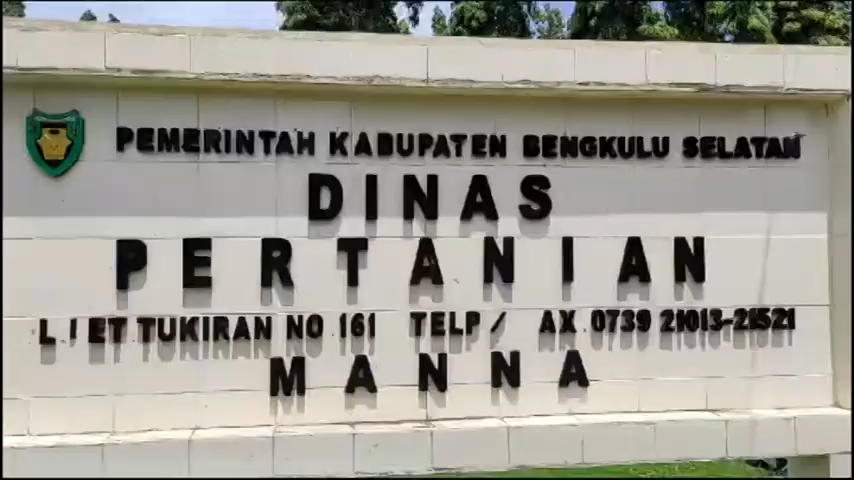 PEMERINTAH KABUPATEN BENGKULU SELATAN
DINAS
PERTANIAN
L ET TUKIRAN NO 161 TELP / AX.0739 21013-21521
MANNA